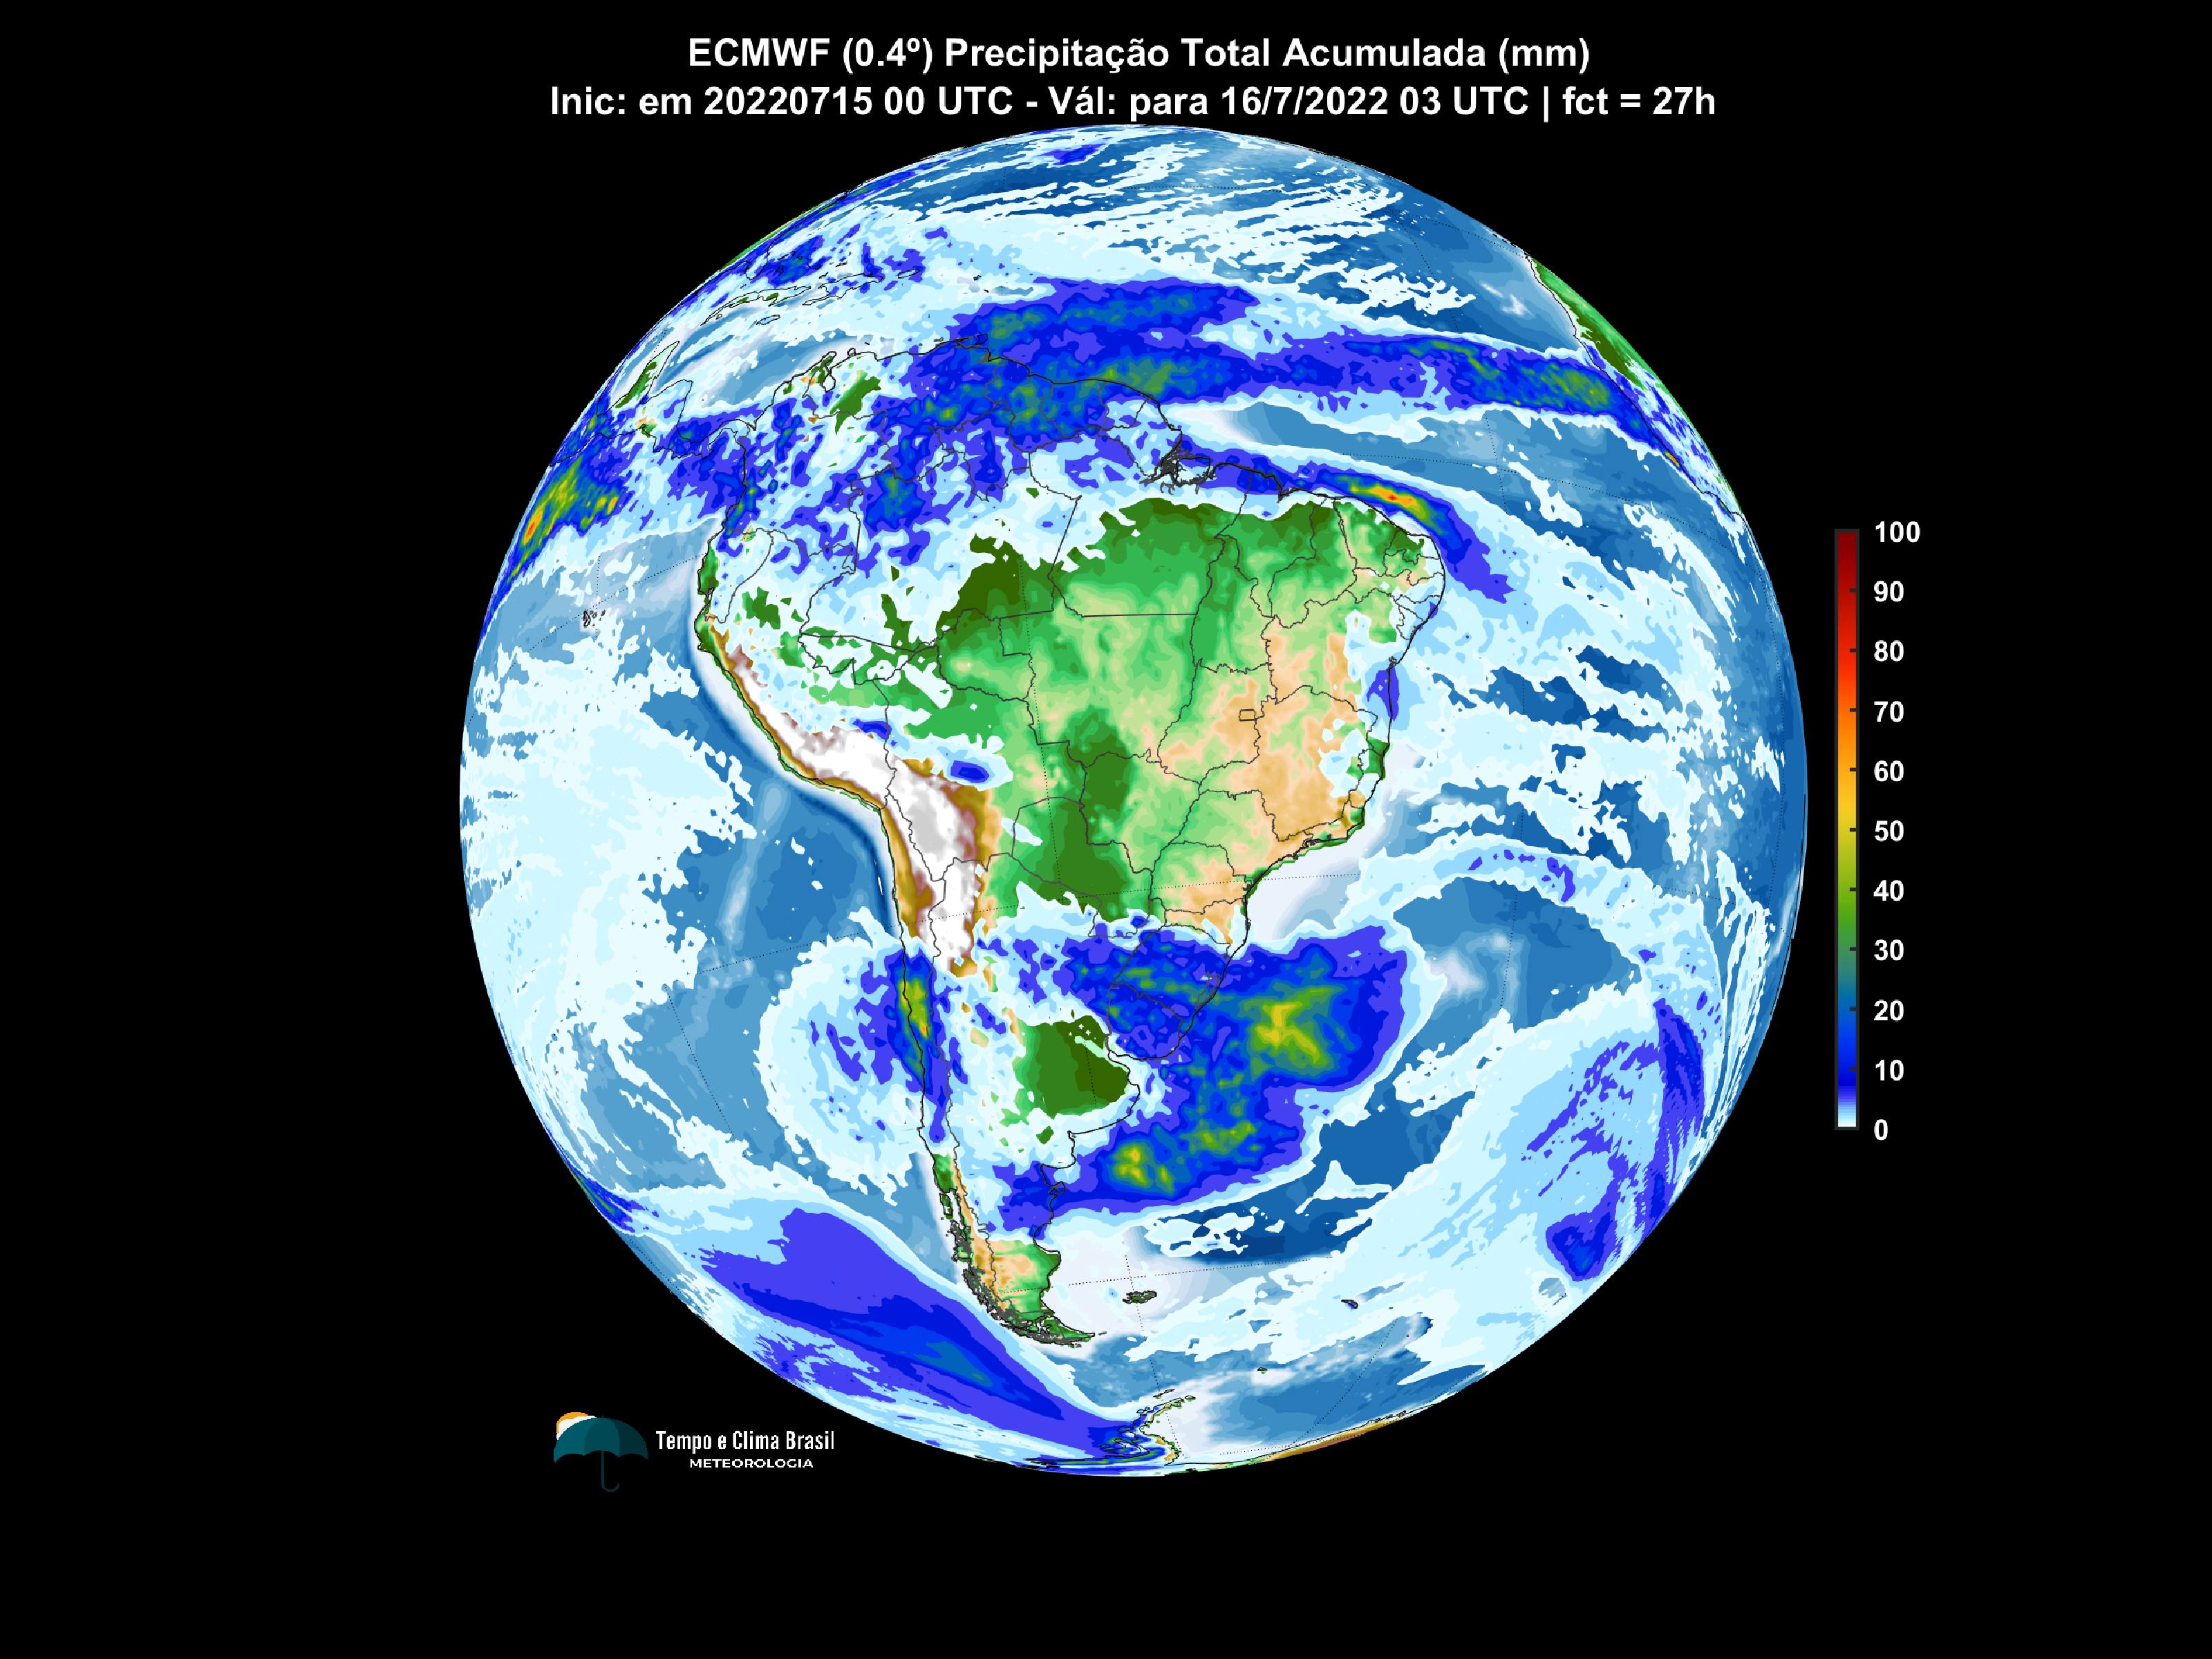 ECMWF (0.4º) Precipitação Total Acumulada (mm)
Inic: em 20220715 00 UTC - Vál: para 16/7/2022 03 UTC | fct = 27h
100
90
80
70
60
50
40
30
20
10
0
Tempo e Clima Brasil
METEOROLOGIA